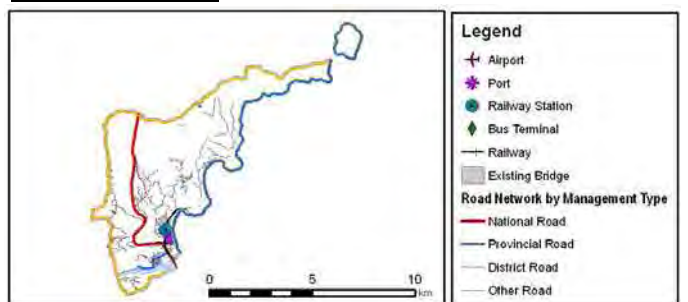 0 5 10
km
Legend
Airport
Port
Railway Station
Bus Terminal
Railway
Existing Bridge
Road Network by Management Type
National Road
Provincial Road
District Road
Other Road